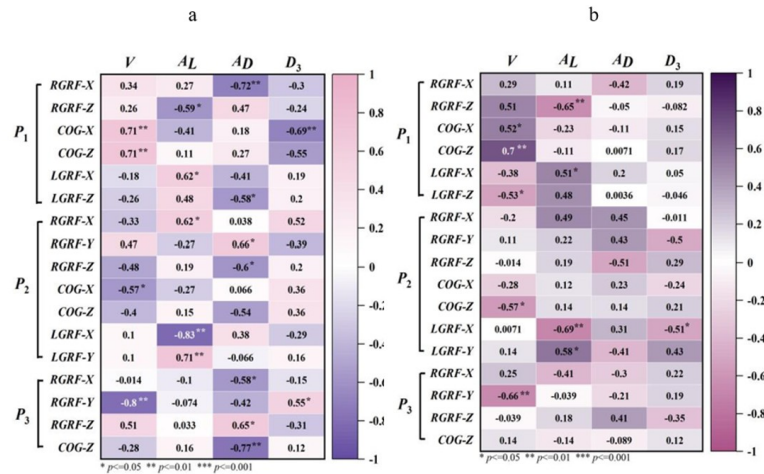 a
V A_L A_D D_3
P_1
RGRF-X 0.34 0.27 -0.72** -0.3
RGRF-Z 0.26 -0.59* 0.47 -0.24
COG-X 0.71** -0.41 0.18 -0.69**
COG-Z 0.71** 0.11 0.27 -0.55
LGRF-X -0.18 0.62* -0.41 0.19
LGRF-Z -0.26 0.48 -0.58* 0.2
P_2
RGRF-X -0.33 0.62* 0.038 0.52
RGRF-Y 0.47 -0.27 0.66* -0.39
RGRF-Z -0.48 0.19 -0.6* 0.2
COG-X -0.57* -0.27 0.066 0.36
COG-Z -0.4 0.15 -0.54 0.36
LGRF-X 0.1 -0.83** 0.38 -0.29
LGRF-Y 0.1 0.71** -0.066 0.16
P_3
RGRF-X -0.014 -0.1 -0.58* -0.15
RGRF-Y -0.8** -0.074 -0.42 0.55*
RGRF-Z 0.51 0.033 0.65* -0.31
COG-Z -0.28 0.16 -0.77** 0.12
* p<=0.05 ** p<=0.01 *** p<=0.001
1
0.8
0.6
0.4
0.2
0
-0.2
-0.4
-0.6
-0.8
-1
b
V A_L A_D D_3
P_1
RGRF-X 0.29 0.11 -0.42 0.19
RGRF-Z 0.51 -0.65** -0.05 -0.082
COG-X 0.52* -0.23 -0.11 0.15
COG-Z 0.7** -0.11 0.0071 0.17
LGRF-X -0.38 0.51* 0.2 0.05
LGRF-Z -0.53* 0.48 0.0036 -0.046
P_2
RGRF-X -0.2 0.49 0.45 -0.011
RGRF-Y 0.11 0.22 0.43 -0.5
RGRF-Z -0.014 0.19 -0.51 0.29
COG-X -0.28 0.12 0.23 -0.24
COG-Z -0.57* 0.14 0.14 0.21
LGRF-X 0.0071 -0.69** 0.31 -0.51*
LGRF-Y 0.14 0.58* -0.41 0.43
P_3
RGRF-X 0.25 -0.41 -0.3 0.22
RGRF-Y -0.66** -0.039 -0.21 0.19
RGRF-Z -0.039 0.18 0.41 -0.35
COG-Z 0.14 -0.14 -0.089 0.12
* p<=0.05 ** p<=0.01 *** p<=0.001
1
0.8
0.6
0.4
0.2
0
-0.2
-0.4
-0.6
-0.8
-1